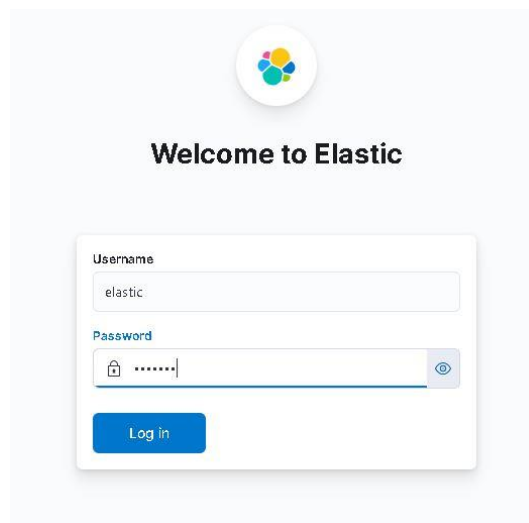 Welcome to Elastic
Username
elastic
Password
•••••••
Log in